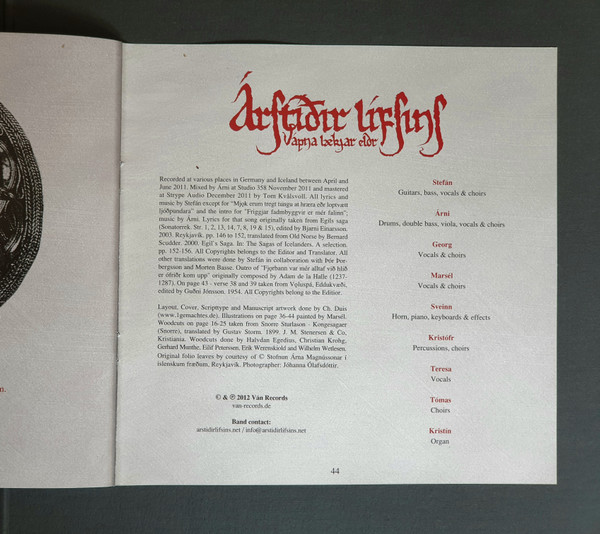 Árstíðir lífsins
Vápna lækjar eldr
Recorded at various places in Germany and Iceland between April and
June 2011. Mixed by Árni at Studio 358 November 2011 and mastered
at Strype Audio December 2011 by Tom Kvålsvoll. All lyrics and
music by Stefán except for "Mjǫk erum tregt tungu at hrœra eðr loptvætt
ljóðpundara" and the intro for "Friggjar faðmbyggvir er mér falinn";
music by Árni. Lyrics for that song originally taken from Egils saga
(Sonatorrek. Str. 1, 2, 13, 14, 7, 8, 19 & 15), edited by Bjarni Einarsson.
2003. Reykjavík. pp. 146 to 152, translated from Old Norse by Bernard
Scudder. 2000. Egil's Saga. In: The Sagas of Icelanders. A selection.
pp. 152-156. All Copyrights belongs to the Editor and Translator. All
other translations were done by Stefán in collaboration with Þór Þor-
bergsson and Morten Basse. Outro of "Fjǫrbann var mér alltaf við hlið
er ófriðr kom upp" originally composed by Adam de la Halle (1237-
1287), On page 43 - verse 38 and 39 taken from Vǫluspá, Eddukvæði,
edited by Guðni Jónsson. 1954. All Copyrights belong to the Editior.
Layout, Cover, Scripttype and Manuscript artwork done by Ch. Dais
(www.1gemachtes.de). Illustrations on page 36-44 painted by Marsél.
Woodcuts on page 16-25 taken from Snorre Sturlason - Kongesagaer
(Snorre), translated by Gustav Storm. 1899. J. M. Stenersen & Co,
Kristiania. Woodcuts done by Halvdan Egedius, Christian Krohg,
Gerhard Munthe, Eilif Peterssen, Erik Werenskiold and Wilhelm Wetlesen.
Original folio leaves by courtesy of © Stofnun Árna Magnússonar í
íslenskum fræðum, Reykjavík. Photographer: Jóhanna Ólafsdóttir.
© & ℗ 2012 Ván Records
van-records.de
Band contact:
arstidirlifsins.net / info@arstidirlifsins.net
Stefán
Guitars, bass, vocals & choirs
Árni
Drums, double bass, viola, vocals & choirs
Georg
Vocals & choirs
Marsél
Vocals & choirs
Sveinn
Horn, piano, keyboards & effects
Kristófr
Percussions, choirs
Teresa
Vocals
Tómas
Choirs
Kristín
Organ
44